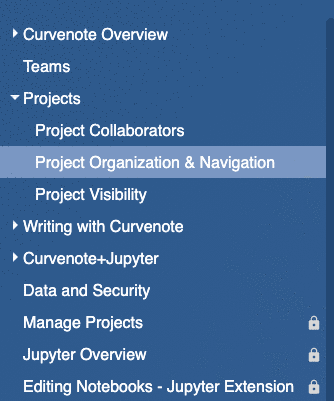 Curvenote Overview
Teams
Projects
Project Collaborators
Project Organization & Navigation
Project Visibility
Writing with Curvenote
Curvenote+Jupyter
Data and Security
Manage Projects
Jupyter Overview
Editing Notebooks - Jupyter Extension